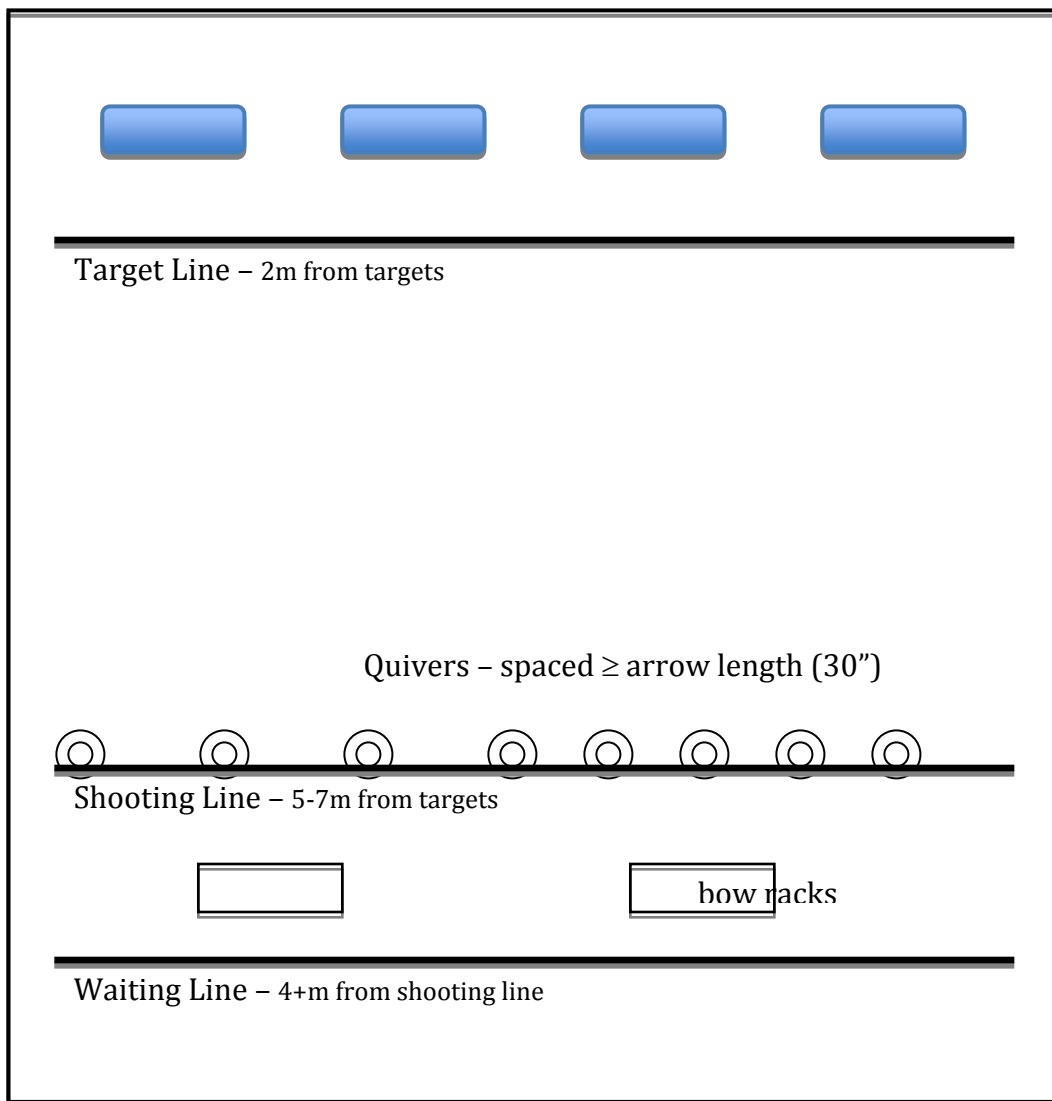 Target Line – 2m from targets
Quivers – spaced ≥ arrow length (30”)
Shooting Line – 5-7m from targets
bow racks
Waiting Line – 4+m from shooting line